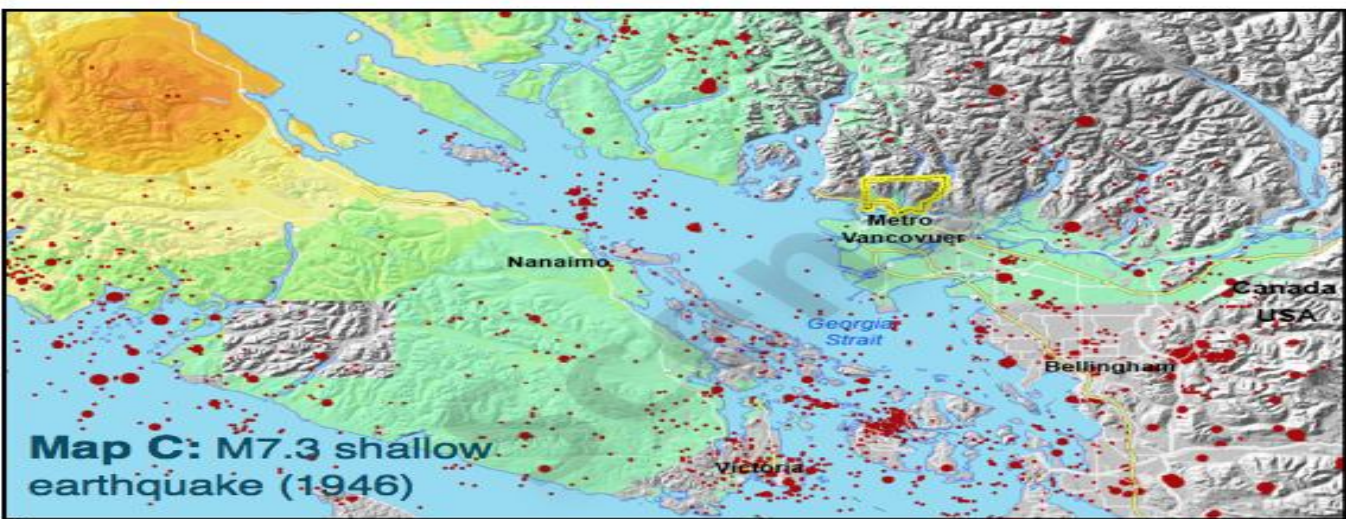 Metro
Vancovuer
Nanaimo
Canada
USA
Georgia
Strait
Bellingham
Victoria
Map C: M7.3 shallow
earthquake (1946)